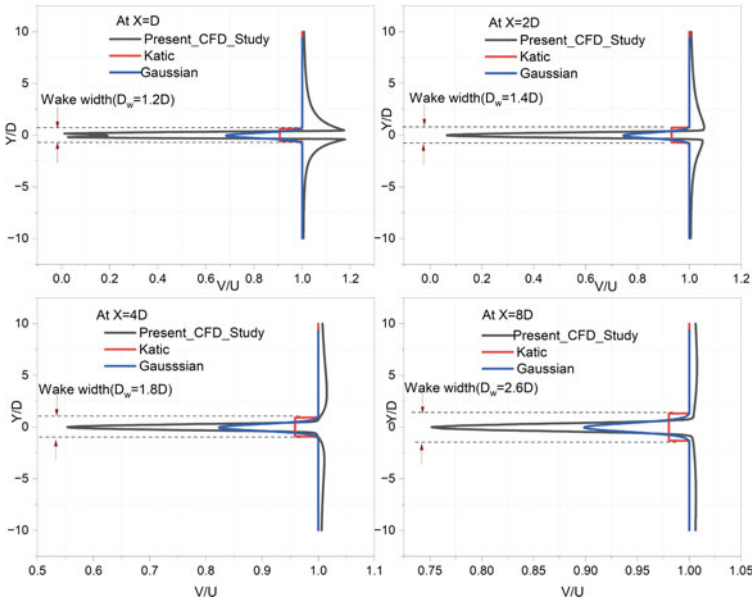 At X=D
Present_CFD_Study
Katic
Gaussian
Wake width(D_w=1.2D)
Y/D
10
5
0
−5
−10
0.0 0.2 0.4 0.6 0.8 1.0 1.2
V/U
At X=2D
Present_CFD_Study
Katic
Gaussian
Wake width(D_w=1.4D)
Y/D
10
5
0
−5
−10
0.0 0.2 0.4 0.6 0.8 1.0 1.2
V/U
At X=4D
Present_CFD_Study
Katic
Gausssian
Wake width(D_w=1.8D)
Y/D
10
5
0
−5
−10
0.5 0.6 0.7 0.8 0.9 1.0 1.1
V/U
At X=8D
Present_CFD_Study
Katic
Gaussian
Wake width(D_w=2.6D)
Y/D
10
5
0
−5
−10
0.75 0.80 0.85 0.90 0.95 1.00 1.05
V/U